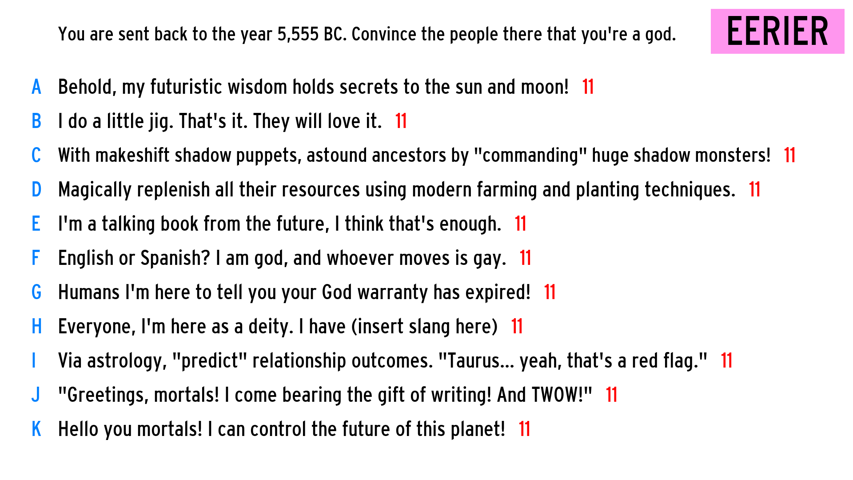 You are sent back to the year 5,555 BC. Convince the people there that you're a god.
EERIER
A Behold, my futuristic wisdom holds secrets to the sun and moon! 11
B I do a little jig. That's it. They will love it. 11
C With makeshift shadow puppets, astound ancestors by "commanding" huge shadow monsters! 11
D Magically replenish all their resources using modern farming and planting techniques. 11
E I'm a talking book from the future, I think that's enough. 11
F English or Spanish? I am god, and whoever moves is gay. 11
G Humans I'm here to tell you your God warranty has expired! 11
H Everyone, I'm here as a deity. I have (insert slang here) 11
I Via astrology, "predict" relationship outcomes. "Taurus... yeah, that's a red flag." 11
J "Greetings, mortals! I come bearing the gift of writing! And TWOW!" 11
K Hello you mortals! I can control the future of this planet! 11